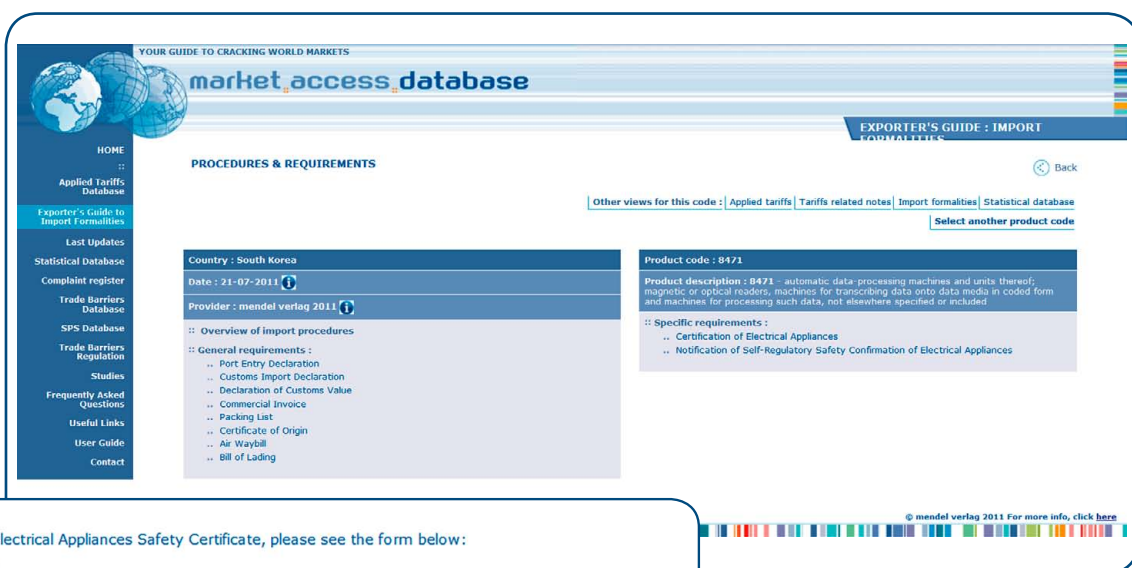 YOUR GUIDE TO CRACKING WORLD MARKETS
market access database
EXPORTER'S GUIDE : IMPORT
FORMALITIES
HOME
::
Applied Tariffs
Database
Exporter's Guide to
Import Formalities
Last Updates
Statistical Database
Complaint register
Trade Barriers
Database
SPS Database
Trade Barriers
Regulation
Studies
Frequently Asked
Questions
Useful Links
User Guide
Contact
PROCEDURES & REQUIREMENTS
Back
Other views for this code : Applied tariffs Tariffs related notes Import formalities Statistical database
Select another product code
Country : South Korea
Date : 21-07-2011
Provider : mendel verlag 2011
:: Overview of import procedures
:: General requirements :
.. Port Entry Declaration
.. Customs Import Declaration
.. Declaration of Customs Value
.. Commercial Invoice
.. Packing List
.. Certificate of Origin
.. Air Waybill
.. Bill of Lading
Product code : 8471
Product description : 8471 - automatic data-processing machines and units thereof;
magnetic or optical readers, machines for transcribing data onto data media in coded form
and machines for processing such data, not elsewhere specified or included
:: Specific requirements :
.. Certification of Electrical Appliances
.. Notification of Self-Regulatory Safety Confirmation of Electrical Appliances
© mendel verlag 2011 For more info, click here
lectrical Appliances Safety Certificate, please see the form below: